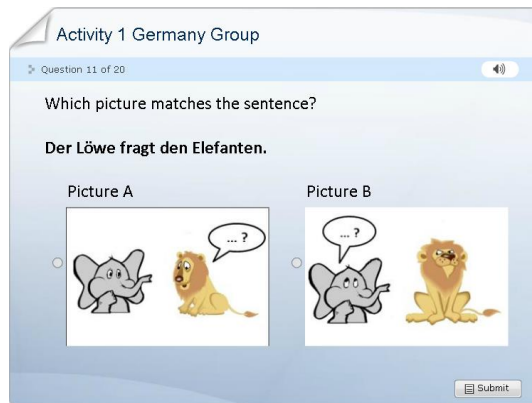 Activity 1 Germany Group
Question 11 of 20
Which picture matches the sentence?
Der Löwe fragt den Elefanten.
Picture A
Picture B
... ?
... ?
Submit